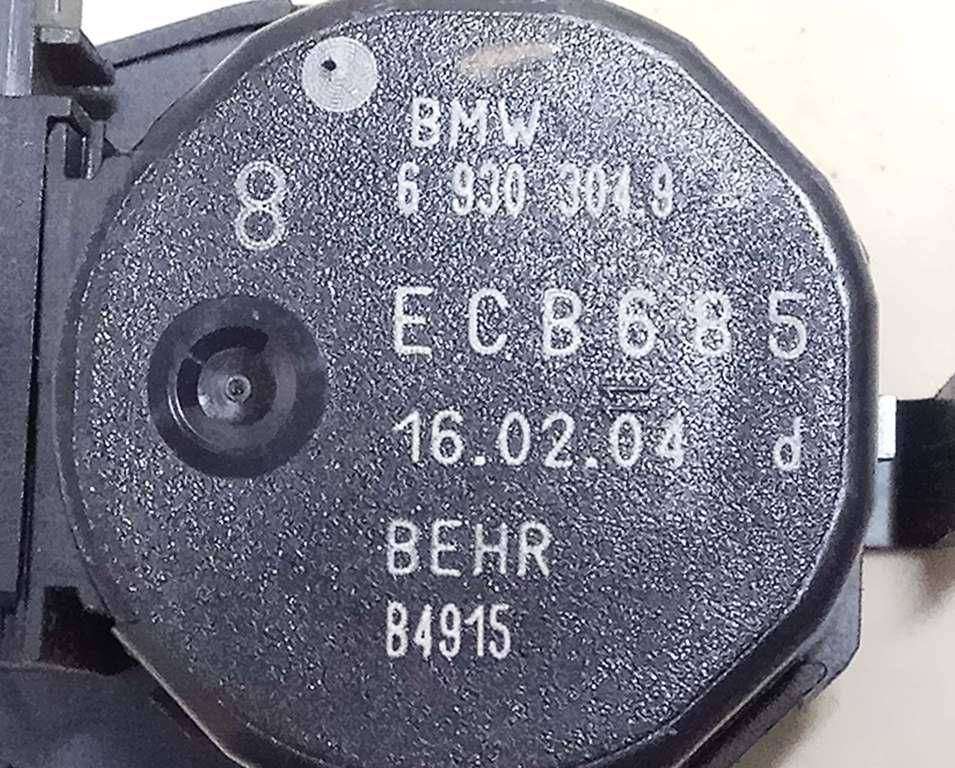 BMW
6 930 304.9
8
ECB685
16.02.04 d
BEHR
B4915